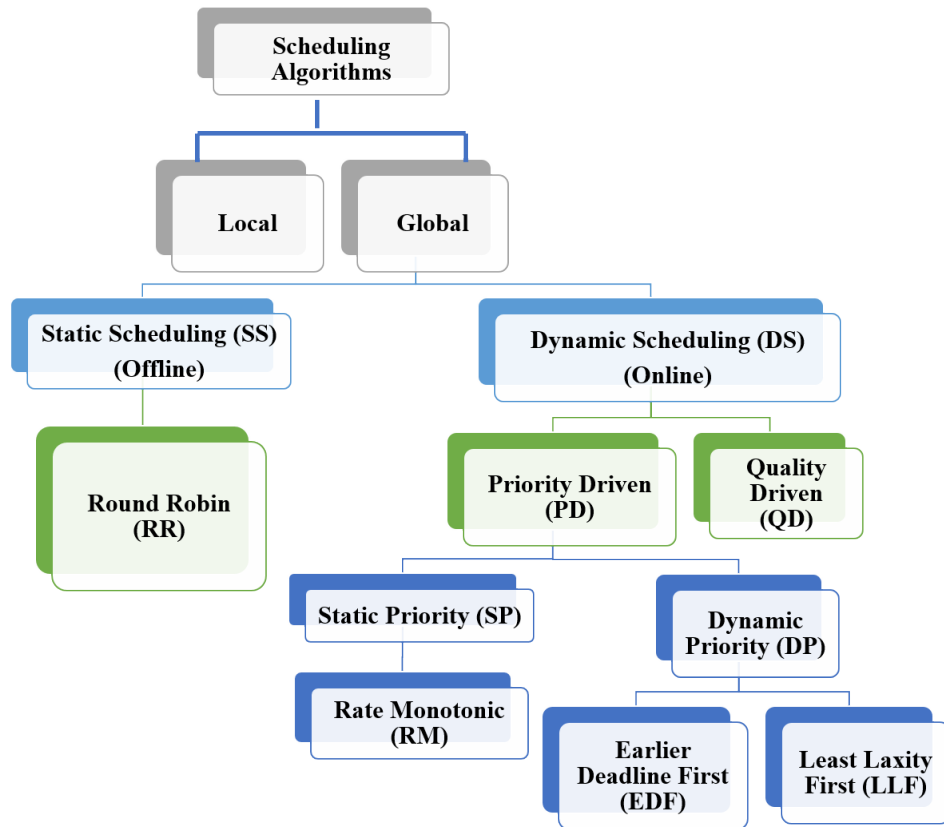 Scheduling
Algorithms
Local
Global
Static Scheduling (SS)
(Offline)
Dynamic Scheduling (DS)
(Online)
Round Robin
(RR)
Priority Driven
(PD)
Quality
Driven
(QD)
Static Priority (SP)
Dynamic
Priority (DP)
Rate Monotonic
(RM)
Earlier
Deadline First
(EDF)
Least Laxity
First (LLF)